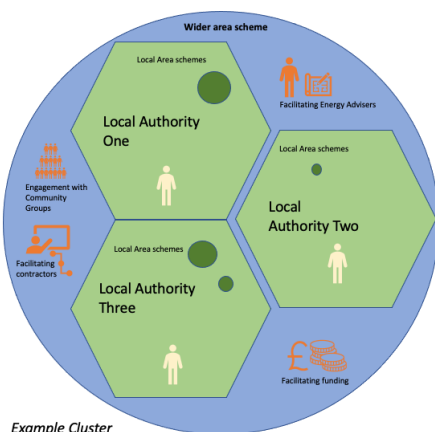 Wider area scheme
Local Area schemes
Local Authority
One
Facilitating Energy Advisers
Engagement with
Community
Groups
Facilitating
contractors
Local Area schemes
Local
Authority Two
Local Area schemes
Local Authority
Three
£
Facilitating funding
Example Cluster